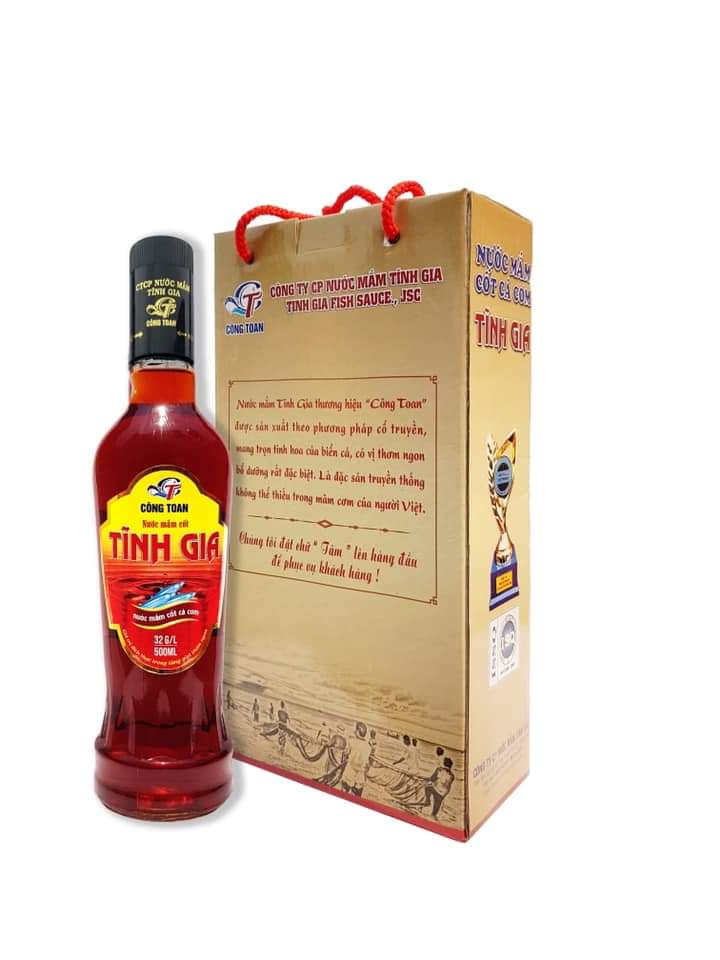 CTCP NƯỚC MẮM
TĨNH GIA
CÔNG TOAN
CÔNG TOAN
Nước mắm cốt
TĨNH GIA
nước mắm cốt cá cơm
32 G/L
500ML
CÔNG TOAN
CÔNG TY CP NƯỚC MẮM TĨNH GIA
TINH GIA FISH SAUCE., JSC
Nước mắm Tĩnh Gia thương hiệu "Công Toan"
được sản xuất theo phương pháp cổ truyền,
mang trọn tinh hoa của biển cả, có vị thơm ngon
bổ dưỡng rất đặc biệt. Là đặc sản truyền thống
không thể thiếu trong mâm cơm của người Việt.
Chúng tôi đặt chữ " Tâm " lên hàng đầu
để phục vụ khách hàng !
NƯỚC MẮM
CỐT CÁ CƠM
TĨNH GIA